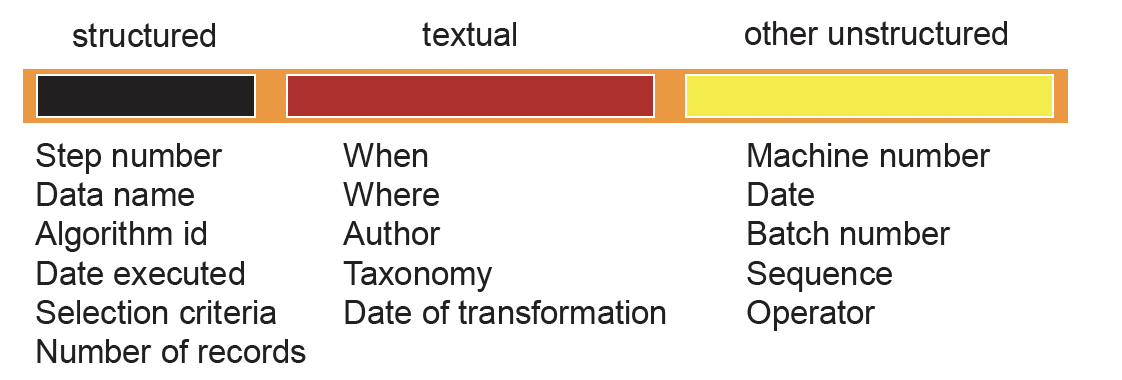 structured
textual
other unstructured
Step number
Data name
Algorithm id
Date executed
Selection criteria
Number of records
When
Where
Author
Taxonomy
Date of transformation
Machine number
Date
Batch number
Sequence
Operator